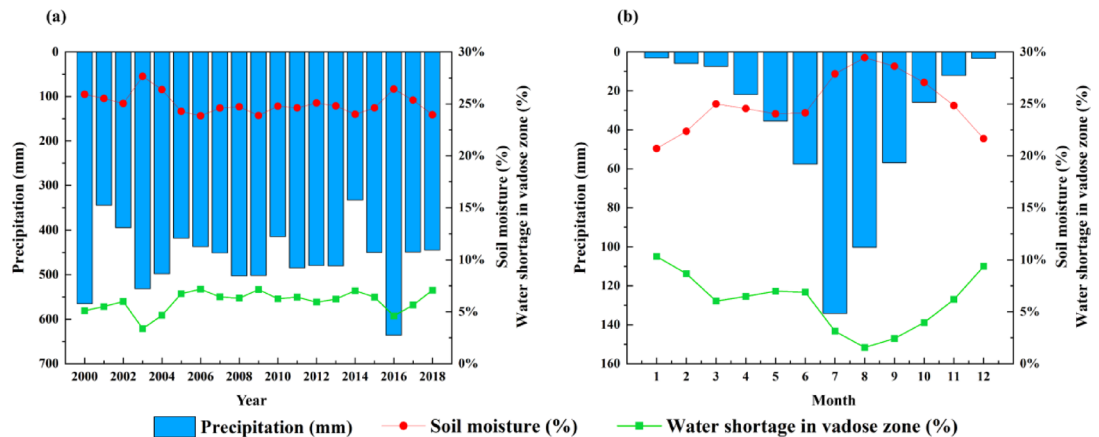 (a)
Precipitation (mm)
0
100
200
300
400
500
600
700
30%
25%
20%
15%
10%
5%
0%
Soil moisture (%)
Water shortage in vadose zone (%)
2000 2002 2004 2006 2008 2010 2012 2014 2016 2018
Year
(b)
Precipitation (mm)
0
20
40
60
80
100
120
140
160
30%
25%
20%
15%
10%
5%
0%
Soil moisture (%)
Water shortage in vadose zone (%)
1 2 3 4 5 6 7 8 9 10 11 12
Month
Precipitation (mm) Soil moisture (%) Water shortage in vadose zone (%)